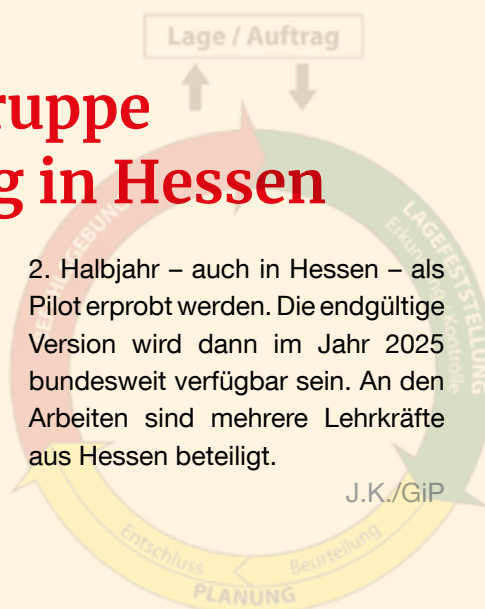 Lage / Auftrag
ruppe
g in Hessen
2. Halbjahr – auch in Hessen – als
Pilot erprobt werden. Die endgültige
Version wird dann im Jahr 2025
bundesweit verfügbar sein. An den
Arbeiten sind mehrere Lehrkräfte
aus Hessen beteiligt.
J.K./GiP
LAGEFESTSTELLUNG
Kontrolle
Entschluss
Beurteilung
PLANUNG